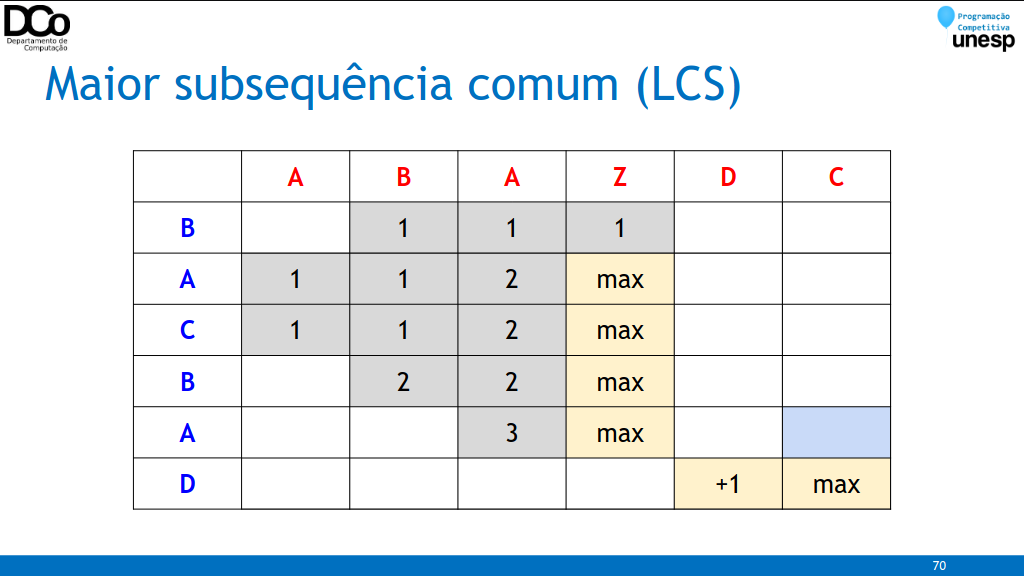 DCo
Departamento de
Computação
Programação
Competitiva
unesp
Maior subsequência comum (LCS)
A B A Z D C
B 1 1 1
A 1 1 2 max
C 1 1 2 max
B 2 2 max
A 3 max
D +1 max
70